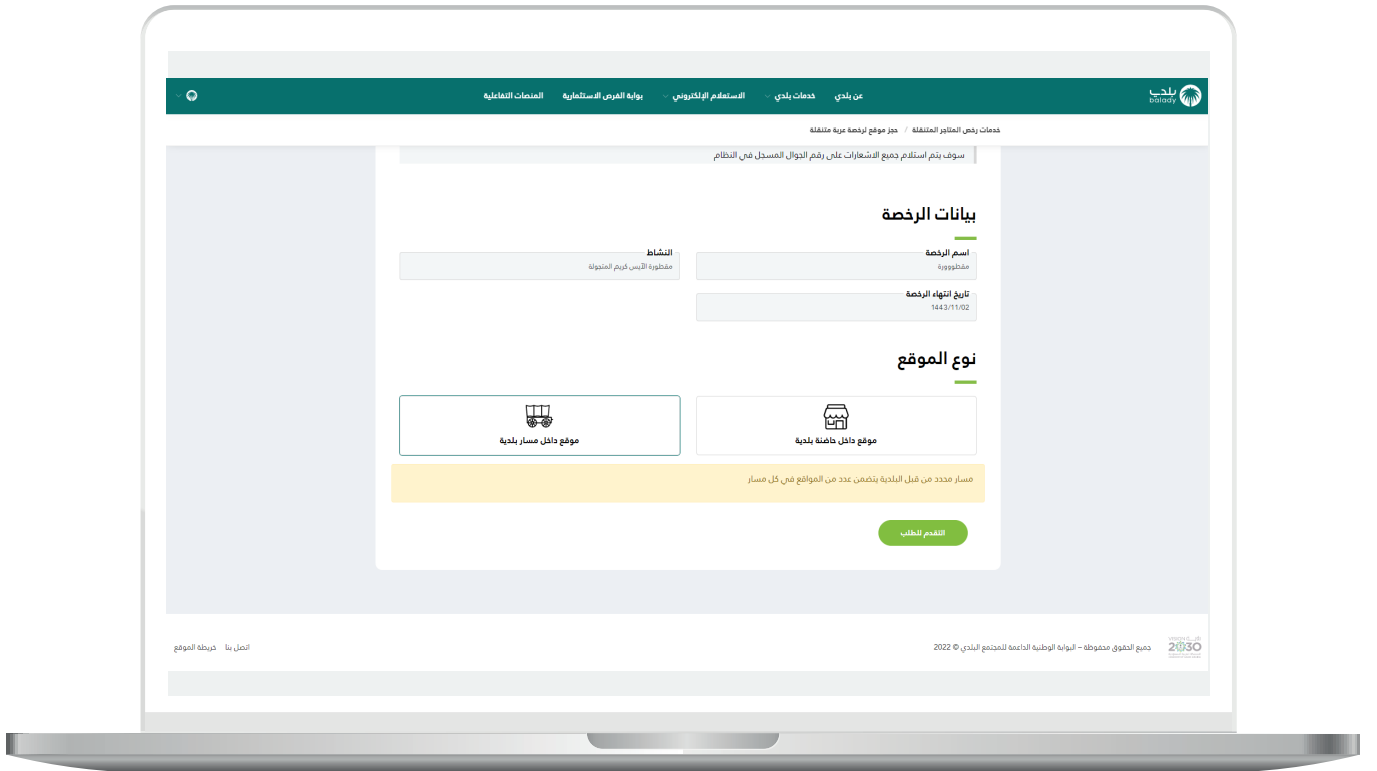 بلدي
balady
عن بلدي
خدمات بلدي
الاستعلام الإلكتروني
بوابة الفرص الاستثمارية
المنصات التفاعلية
خدمات رخص المتاجر المتنقلة / حجز موقع لرخصة عربة متنقلة
سوف يتم استلام جميع الاشعارات على رقم الجوال المسجل في النظام
بيانات الرخصة
اسم الرخصة
مقطوورة
النشاط
مقطورة الآيس كريم المتجولة
تاريخ انتهاء الرخصة
1443/11/02
نوع الموقع
موقع داخل حاضنة بلدية
موقع داخل مسار بلدية
مسار محدد من قبل البلدية يتضمن عدد من المواقع في كل مسار
التقدم للطلب
2030
جميع الحقوق محفوظة – البوابة الوطنية الداعمة للمجتمع البلدي © 2022
اتصل بنا
خريطة الموقع